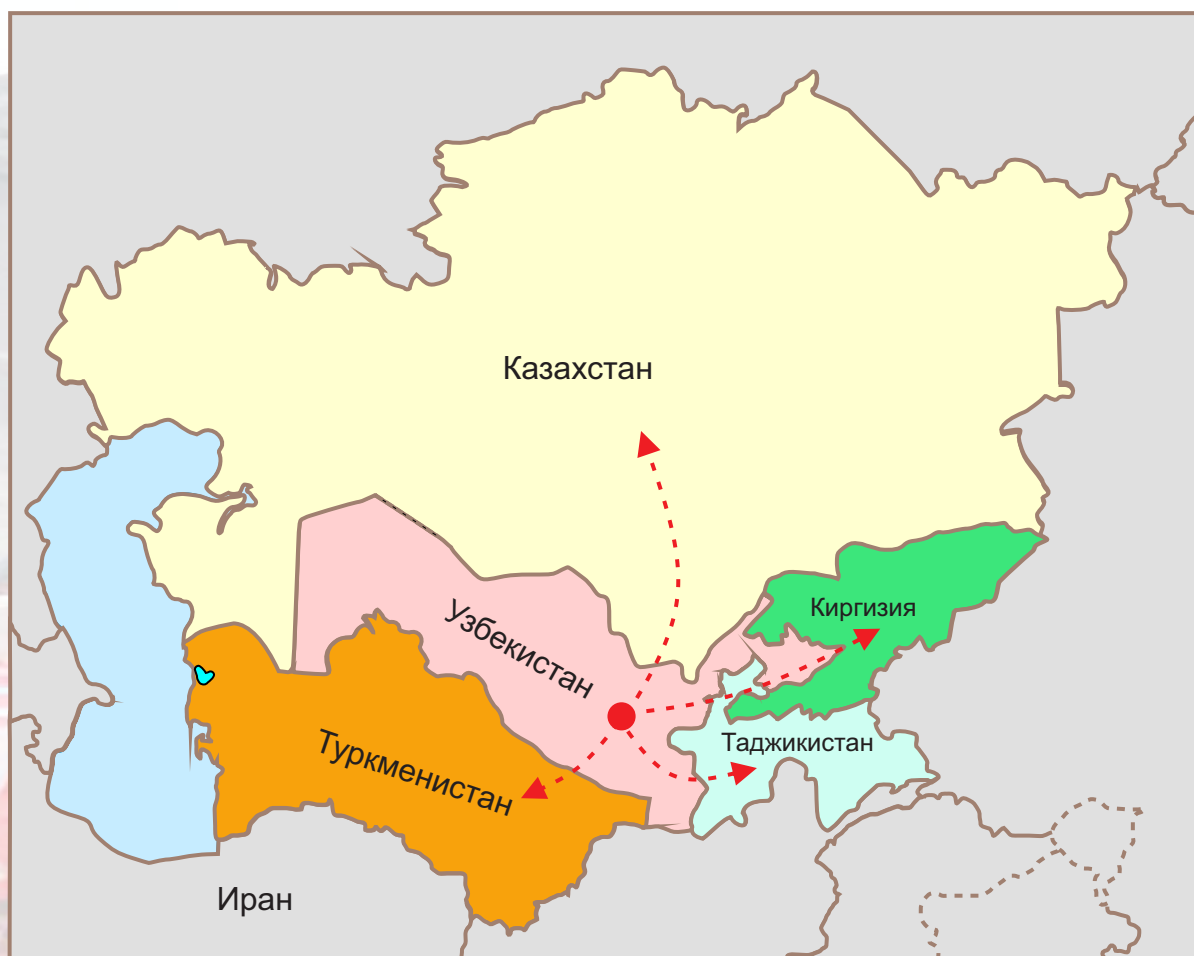 Казахстан
Киргизия
Узбекистан
Таджикистан
Туркменистан
Иран